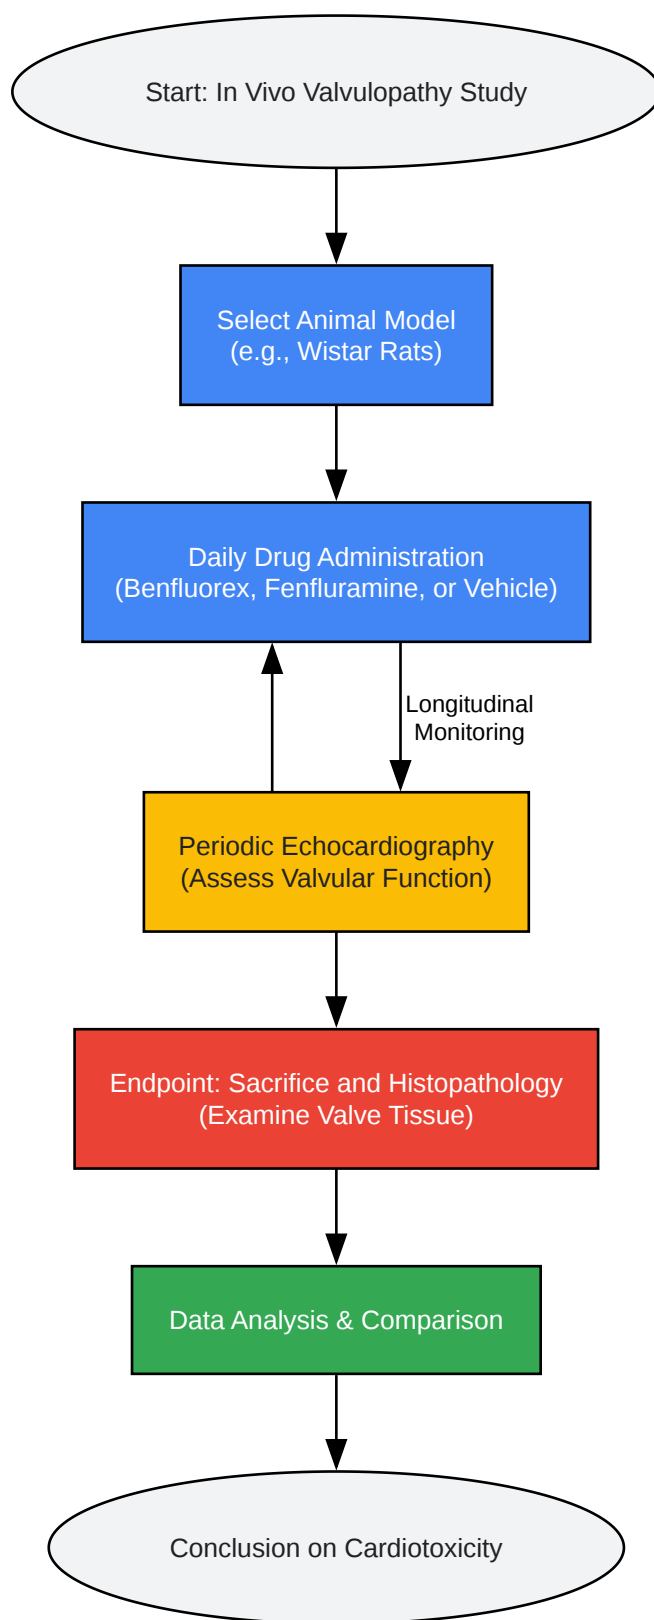 Start: In Vivo Valvulopathy Study
Select Animal Model
(e.g., Wistar Rats)
Daily Drug Administration
(Benfluorex, Fenfluramine, or Vehicle)
Longitudinal
Monitoring
Periodic Echocardiography
(Assess Valvular Function)
Endpoint: Sacrifice and Histopathology
(Examine Valve Tissue)
Data Analysis & Comparison
Conclusion on Cardiotoxicity